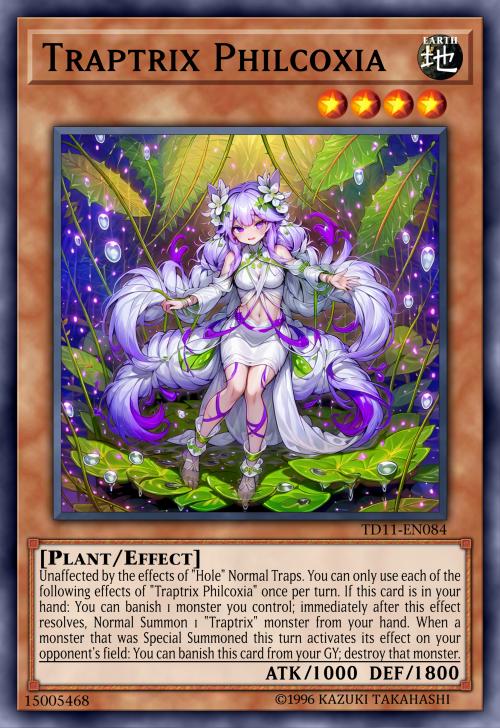 TRAPTRIX PHILCOXIA
EARTH
地
TD11-EN084
[PLANT/EFFECT]
Unaffected by the effects of "Hole" Normal Traps. You can only use each of the
following effects of "Traptrix Philcoxia" once per turn. If this card is in your
hand: You can banish 1 monster you control; immediately after this effect
resolves, Normal Summon 1 "Traptrix" monster from your hand. When a
monster that was Special Summoned this turn activates its effect on your
opponent's field: You can banish this card from your GY; destroy that monster.
ATK/1000 DEF/1800
15005468
©1996 KAZUKI TAKAHASHI